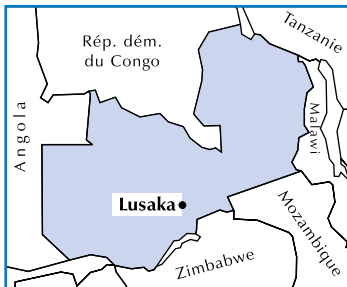 Tanzanie
Rép. dém.
du Congo
Angola
Malawi
Lusaka
Mozambique
Zimbabwe